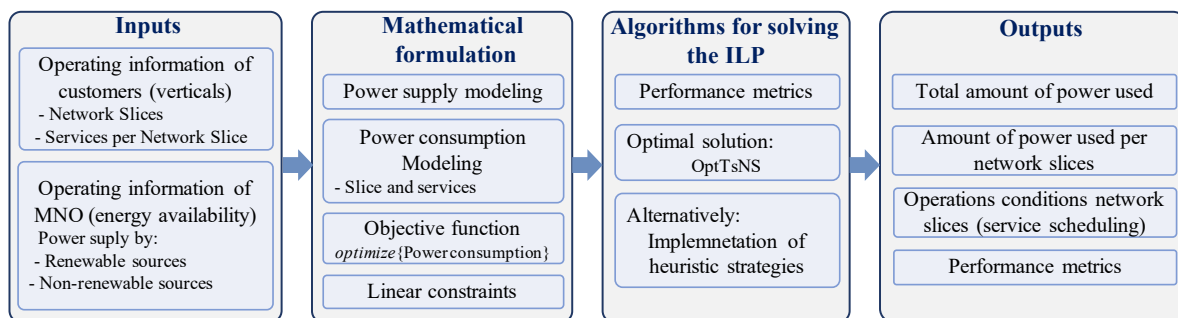 Inputs
Operating information of
customers (verticals)
- Network Slices
- Services per Network Slice
Operating information of
MNO (energy availability)
Power suply by:
- Renewable sources
- Non-renewable sources
Mathematical
formulation
Power supply modeling
Power consumption
Modeling
- Slice and services
Objective function
optimize{Power consumption}
Linear constraints
Algorithms for solving
the ILP
Performance metrics
Optimal solution:
OptTsNS
Alternatively:
Implemnetation of
heuristic strategies
Outputs
Total amount of power used
Amount of power used per
network slices
Operations conditions network
slices (service scheduling)
Performance metrics